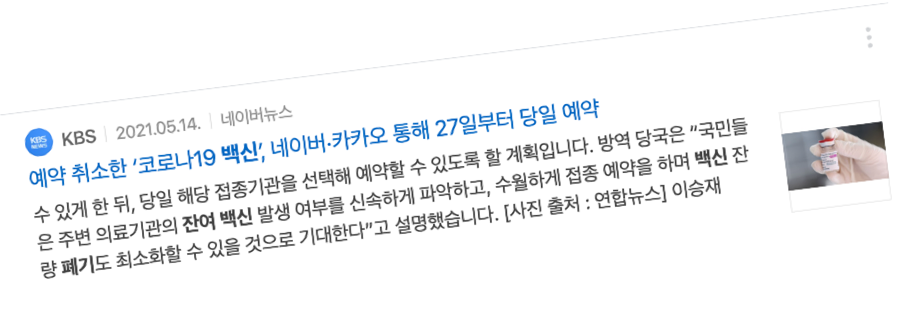 KBS NEWS
KBS 2021.05.14. 네이버뉴스
예약 취소한 ‘코로나19 백신’, 네이버·카카오 통해 27일부터 당일 예약
수 있게 한 뒤, 당일 해당 접종기관을 선택해 예약할 수 있도록 할 계획입니다. 방역 당국은 “국민들
은 주변 의료기관의 잔여 백신 발생 여부를 신속하게 파악하고, 수월하게 접종 예약을 하며 백신 잔
량 폐기도 최소화할 수 있을 것으로 기대한다”고 설명했습니다. [사진 출처 : 연합뉴스] 이승재